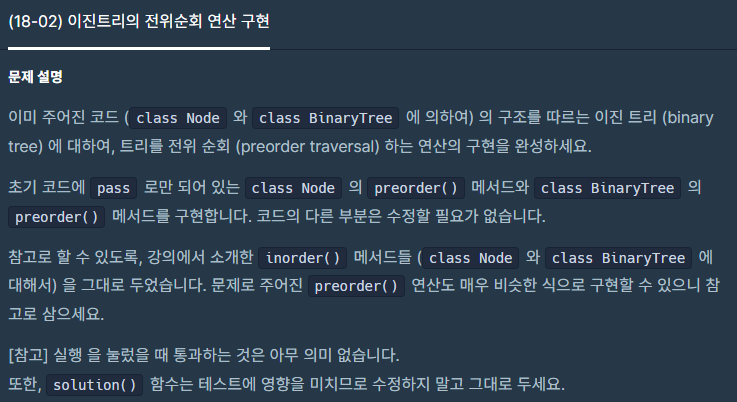 (18-02) 이진트리의 전위순회 연산 구현
문제 설명
이미 주어진 코드 ( class Node 와 class BinaryTree 에 의하여) 의 구조를 따르는 이진 트리 (binary
tree) 에 대하여, 트리를 전위 순회 (preorder traversal) 하는 연산의 구현을 완성하세요.
초기 코드에 pass 로만 되어 있는 class Node 의 preorder() 메서드와 class BinaryTree 의
preorder() 메서드를 구현합니다. 코드의 다른 부분은 수정할 필요가 없습니다.
참고로 할 수 있도록, 강의에서 소개한 inorder() 메서드들 ( class Node 와 class BinaryTree 에
대해서) 을 그대로 두었습니다. 문제로 주어진 preorder() 연산도 매우 비슷한 식으로 구현할 수 있으니 참
고로 삼으세요.
[참고] 실행 을 눌렀을 때 통과하는 것은 아무 의미 없습니다.
또한, solution() 함수는 테스트에 영향을 미치므로 수정하지 말고 그대로 두세요.